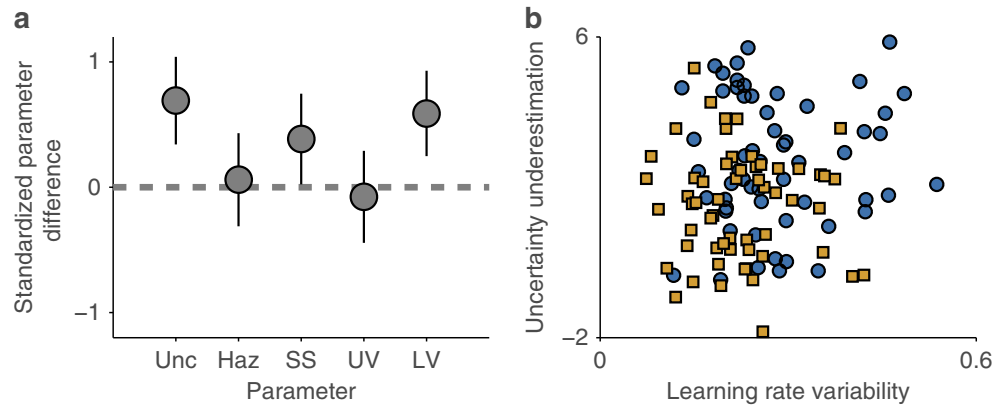 a
Standardized parameter
difference
1
0
−1
Unc Haz SS UV LV
Parameter
b
Uncertainty underestimation
6
−2
0 0.6
Learning rate variability